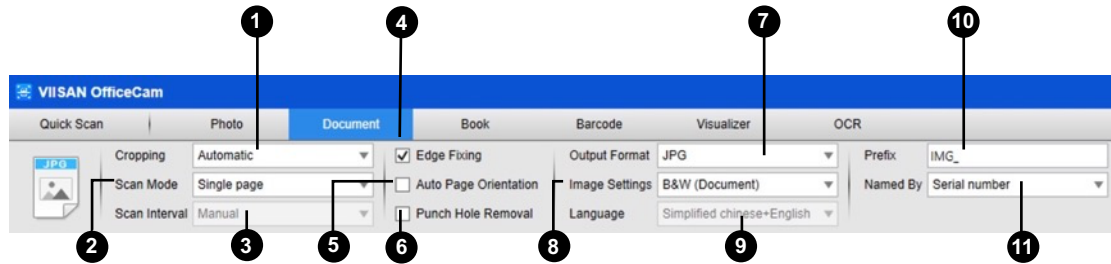 1 4 7 10
VIISAN OfficeCam
Quick Scan Photo Document Book Barcode Visualizer OCR
JPG Cropping Automatic Edge Fixing Output Format JPG Prefix IMG_
Scan Mode Single page Auto Page Orientation Image Settings B&W (Document) Named By Serial number
Scan Interval Manual Punch Hole Removal Language Simplified chinese+English
2 3 5 6 8 9 11